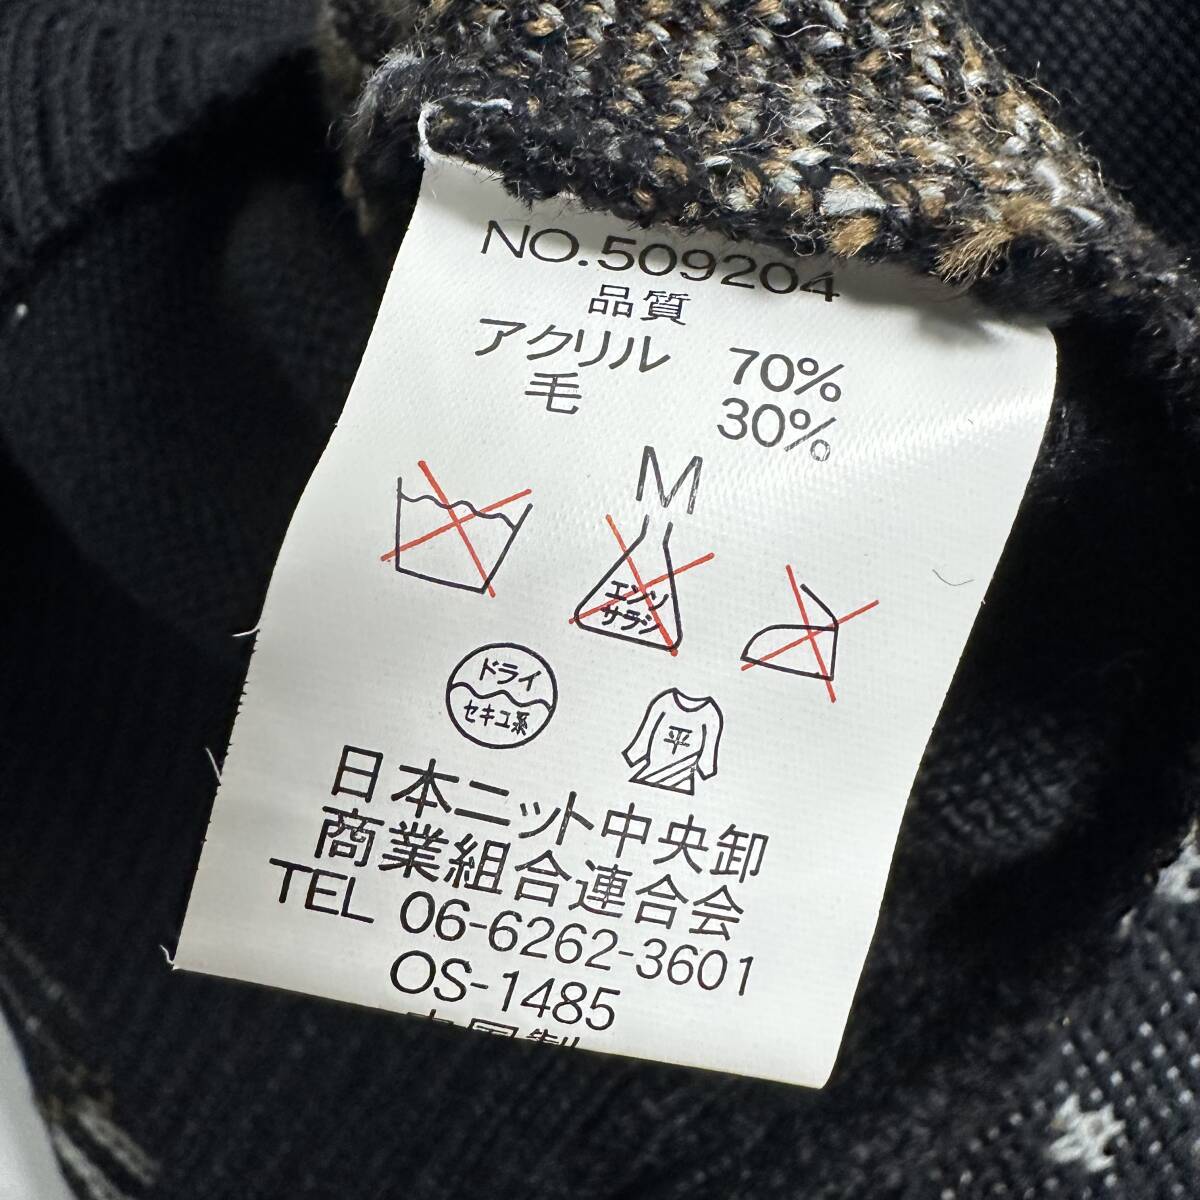 NO.509204
品質
アクリル 70%
毛 30%
M
エンソ
サラシ
ドライ
セキユ系
平
日本ニット中央卸
商業組合連合会
TEL 06-6262-3601
OS-1485